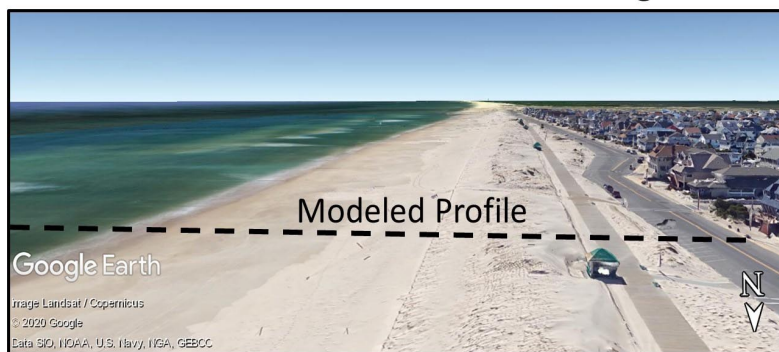 Modeled Profile
Google Earth
Image Landsat / Copernicus
© 2020 Google
Data SIO, NOAA, U.S. Navy, NGA, GEBCO
N